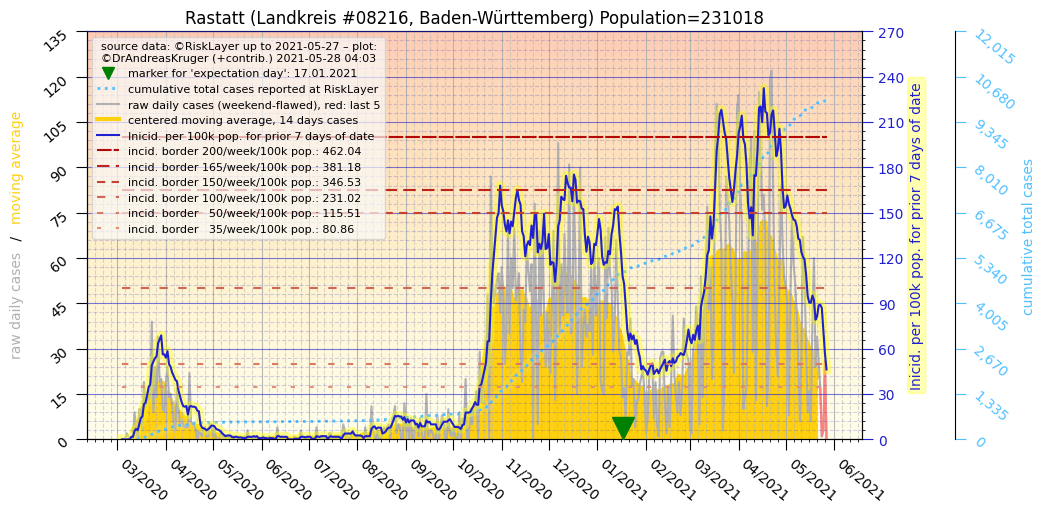 Rastatt (Landkreis #08216, Baden-Württemberg) Population=231018
source data: ©RiskLayer up to 2021-05-27 – plot:
©DrAndreasKruger (+contrib.) 2021-05-28 04:03
marker for 'expectation day': 17.01.2021
cumulative total cases reported at RiskLayer
raw daily cases (weekend-flawed), red: last 5
centered moving average, 14 days cases
Inicid. per 100k pop. for prior 7 days of date
incid. border 200/week/100k pop.: 462.04
incid. border 165/week/100k pop.: 381.18
incid. border 150/week/100k pop.: 346.53
incid. border 100/week/100k pop.: 231.02
incid. border   50/week/100k pop.: 115.51
incid. border   35/week/100k pop.: 80.86
raw daily cases / moving average
135
120
105
90
75
60
45
30
15
0
03/2020
04/2020
05/2020
06/2020
07/2020
08/2020
09/2020
10/2020
11/2020
12/2020
01/2021
02/2021
03/2021
04/2021
05/2021
06/2021
270
240
210
180
150
120
90
60
30
0
Inicid. per 100k pop. for prior 7 days of date
12,015
10,680
9,345
8,010
6,675
5,340
4,005
2,670
1,335
0
cumulative total cases